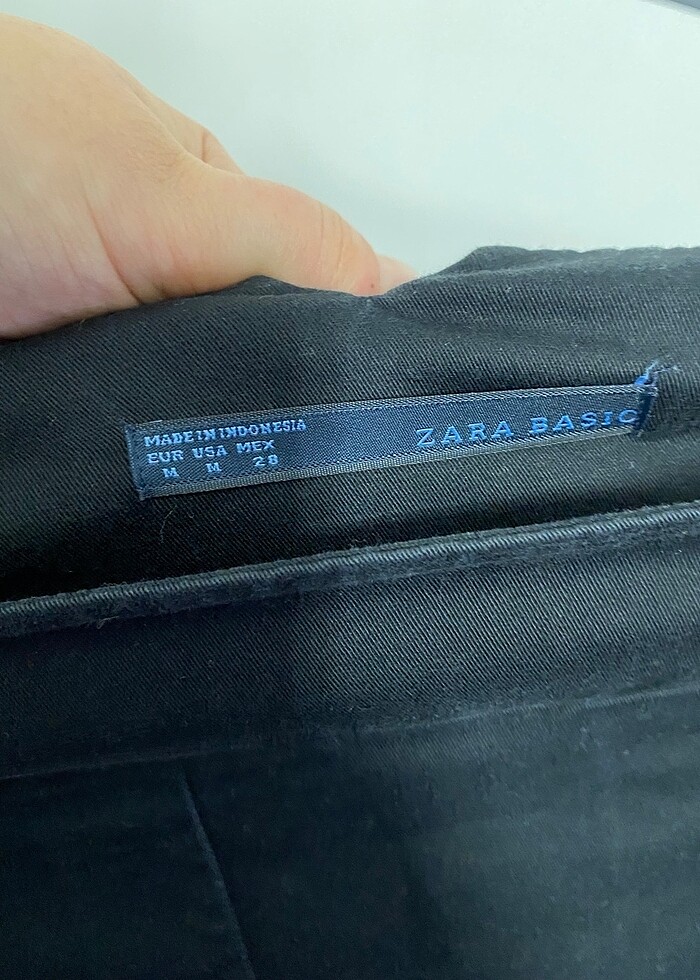 MADE IN INDONESIA
EUR USA MEX
M M 28
ZARA BASIC